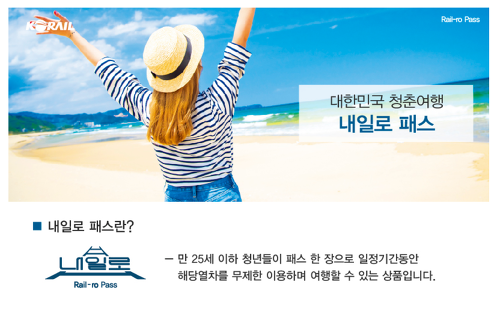 KORAIL
Rail-ro Pass
대한민국 청춘여행
내일로 패스
■ 내일로 패스란?
내일로
Rail-ro Pass
– 만 25세 이하 청년들이 패스 한 장으로 일정기간동안
해당열차를 무제한 이용하며 여행할 수 있는 상품입니다.